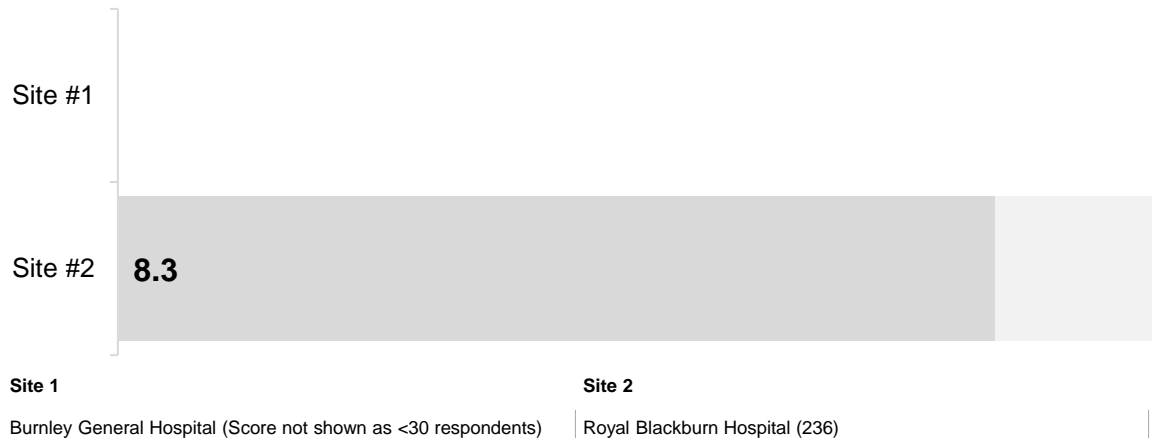 Site #1
Site #2
8.3
Site 1
Site 2
Burnley General Hospital (Score not shown as <30 respondents)
Royal Blackburn Hospital (236)